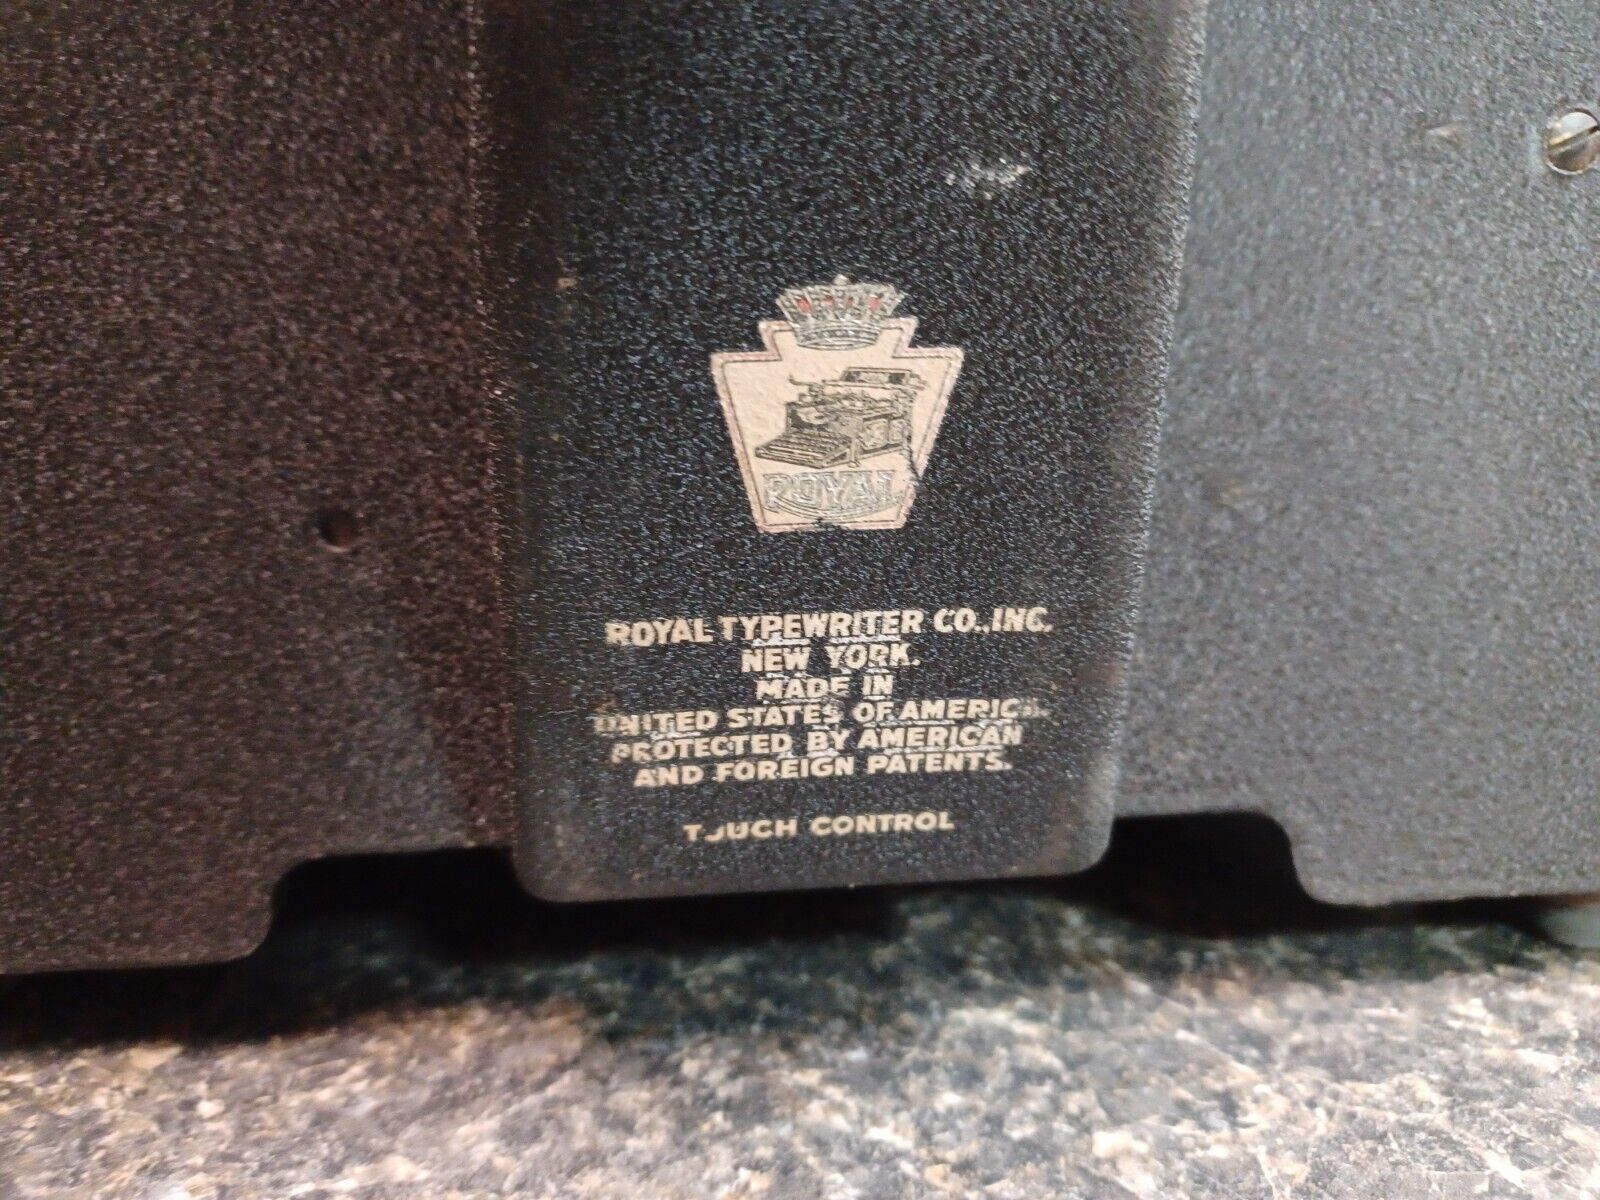 ROYAL
ROYAL TYPEWRITER CO., INC.
NEW YORK.
MADE IN
UNITED STATES OF AMERICA.
PROTECTED BY AMERICAN
AND FOREIGN PATENTS.
TOUCH CONTROL